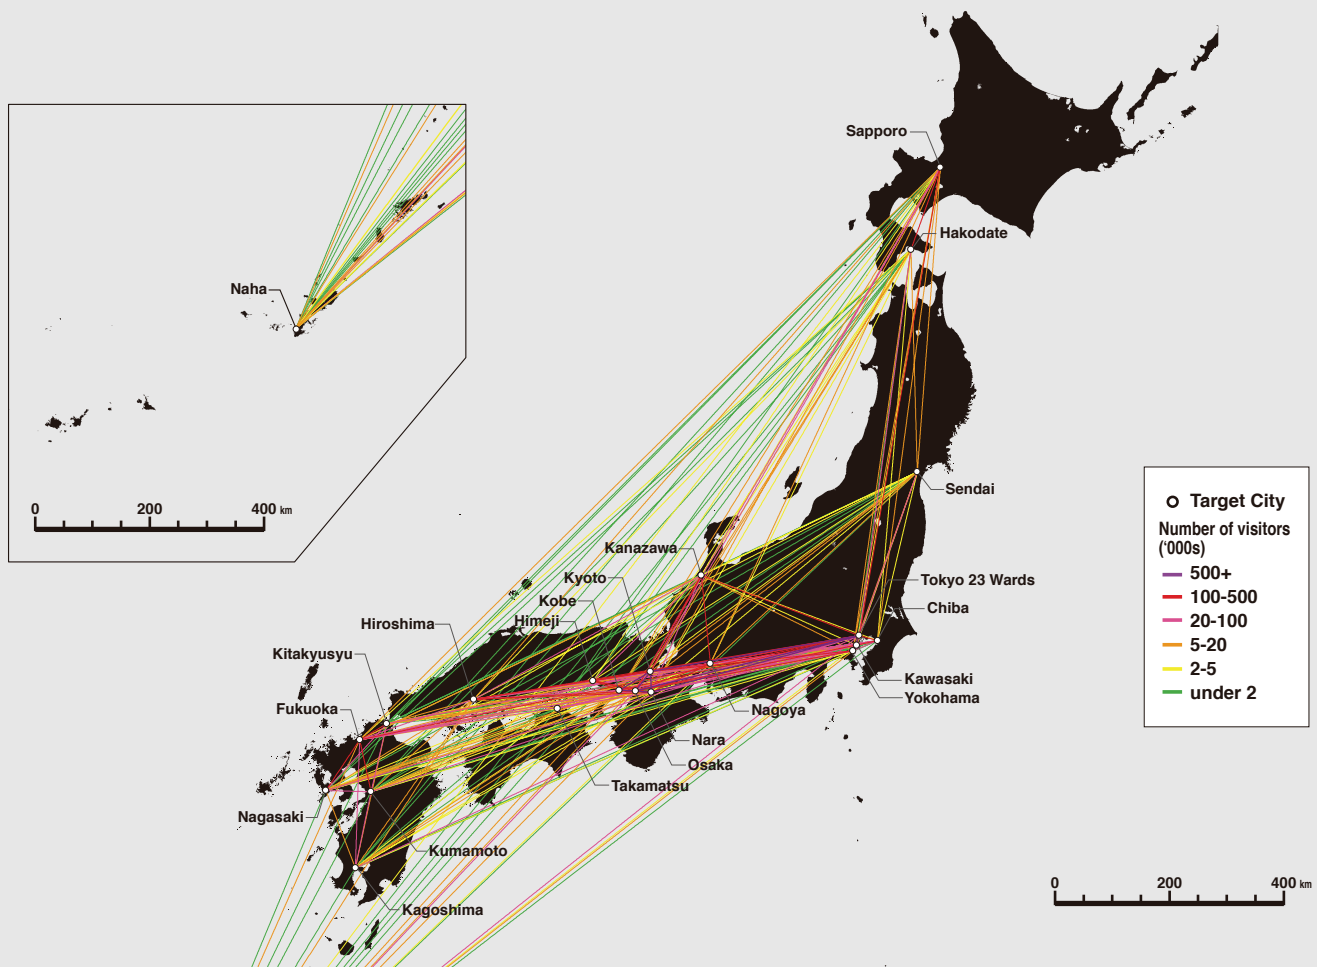 Sapporo
Hakodate
Naha
0 200 400 km
Sendai
Kanazawa
Kyoto
Kobe
Himeji
Hiroshima
Kitakyusyu
Fukuoka
Nagasaki
Kumamoto
Kagoshima
Tokyo 23 Wards
Chiba
Kawasaki
Yokohama
Nagoya
Nara
Osaka
Takamatsu
Target City
Number of visitors
(‘000s)
500+
100-500
20-100
5-20
2-5
under 2
0 200 400 km